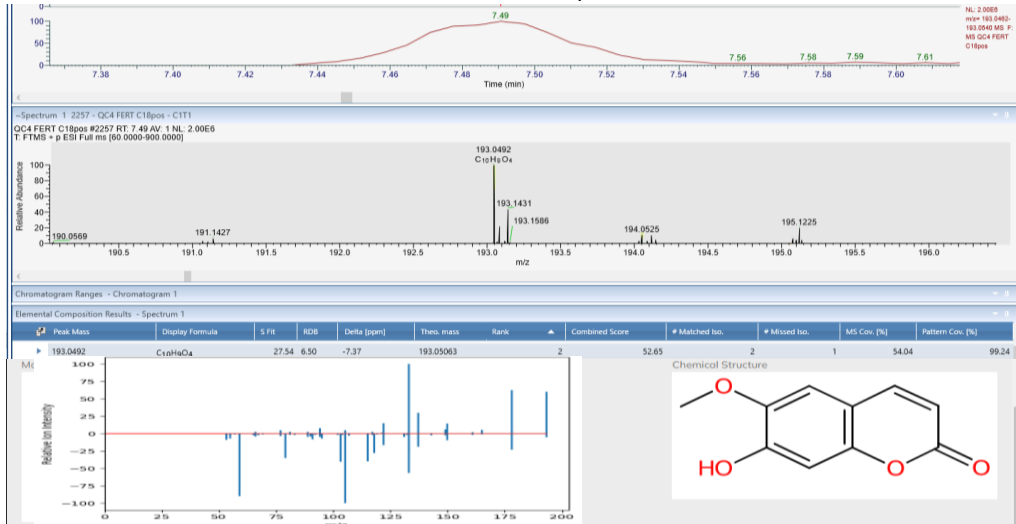 100
50
0
7.49
7.56
7.58
7.59
7.61
7.38
7.40
7.42
7.44
7.46
7.48
7.50
7.52
7.54
7.56
7.58
7.60
Time (min)
NL: 2.00E6
m/z= 193.0462-
193.0540 MS F:
MS QC4 FERT
C18pos
Spectrum 1 2257 - QC4 FERT C18pos - C1T1
QC4 FERT C18pos #2257 RT: 7.49 AV: 1 NL: 2.00E6
T: FTMS + p ESI Full ms [60.0000-900.0000]
Relative Abundance
100
80
60
40
20
0
193.0492
C10H9O4
193.1431
193.1586
190.0569
191.1427
194.0525
195.1225
190.5
191.0
191.5
192.0
192.5
193.0
193.5
194.0
194.5
195.0
195.5
196.0
m/z
Chromatogram Ranges - Chromatogram 1
Elemental Composition Results - Spectrum 1
Peak Mass Display Formula S Fit RDB Delta [ppm] Theo. mass Rank Combined Score # Matched Iso. # Missed Iso. MS Cov. [%] Pattern Cov. [%]
193.0492 C10H9O4 27.54 6.50 -7.37 193.05063 2 52.65 2 1 54.04 99.24
Relative Ion Intensity
100
75
50
25
0
−25
−50
−75
−100
0
25
50
75
100
125
150
175
200
Chemical Structure
O
HO
O
O